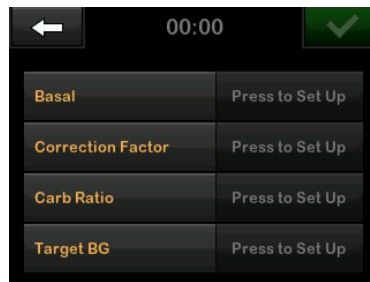 00:00
Basal Press to Set Up
Correction Factor Press to Set Up
Carb Ratio Press to Set Up
Target BG Press to Set Up